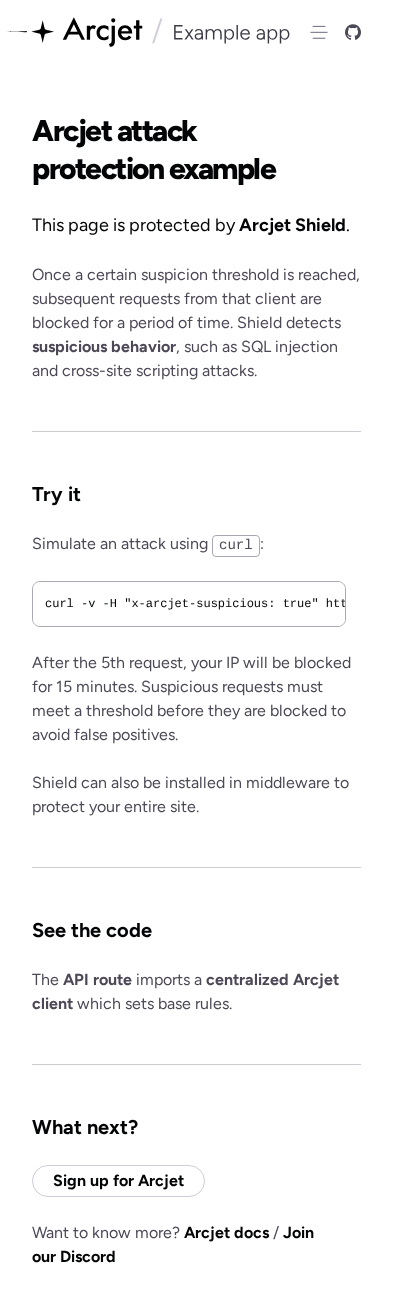 Arcjet / Example app
Arcjet attack
protection example
This page is protected by Arcjet Shield.
Once a certain suspicion threshold is reached,
subsequent requests from that client are
blocked for a period of time. Shield detects
suspicious behavior, such as SQL injection
and cross-site scripting attacks.
Try it
Simulate an attack using curl:
curl -v -H "x-arcjet-suspicious: true" htt
After the 5th request, your IP will be blocked
for 15 minutes. Suspicious requests must
meet a threshold before they are blocked to
avoid false positives.
Shield can also be installed in middleware to
protect your entire site.
See the code
The API route imports a centralized Arcjet
client which sets base rules.
What next?
Sign up for Arcjet
Want to know more? Arcjet docs / Join
our Discord